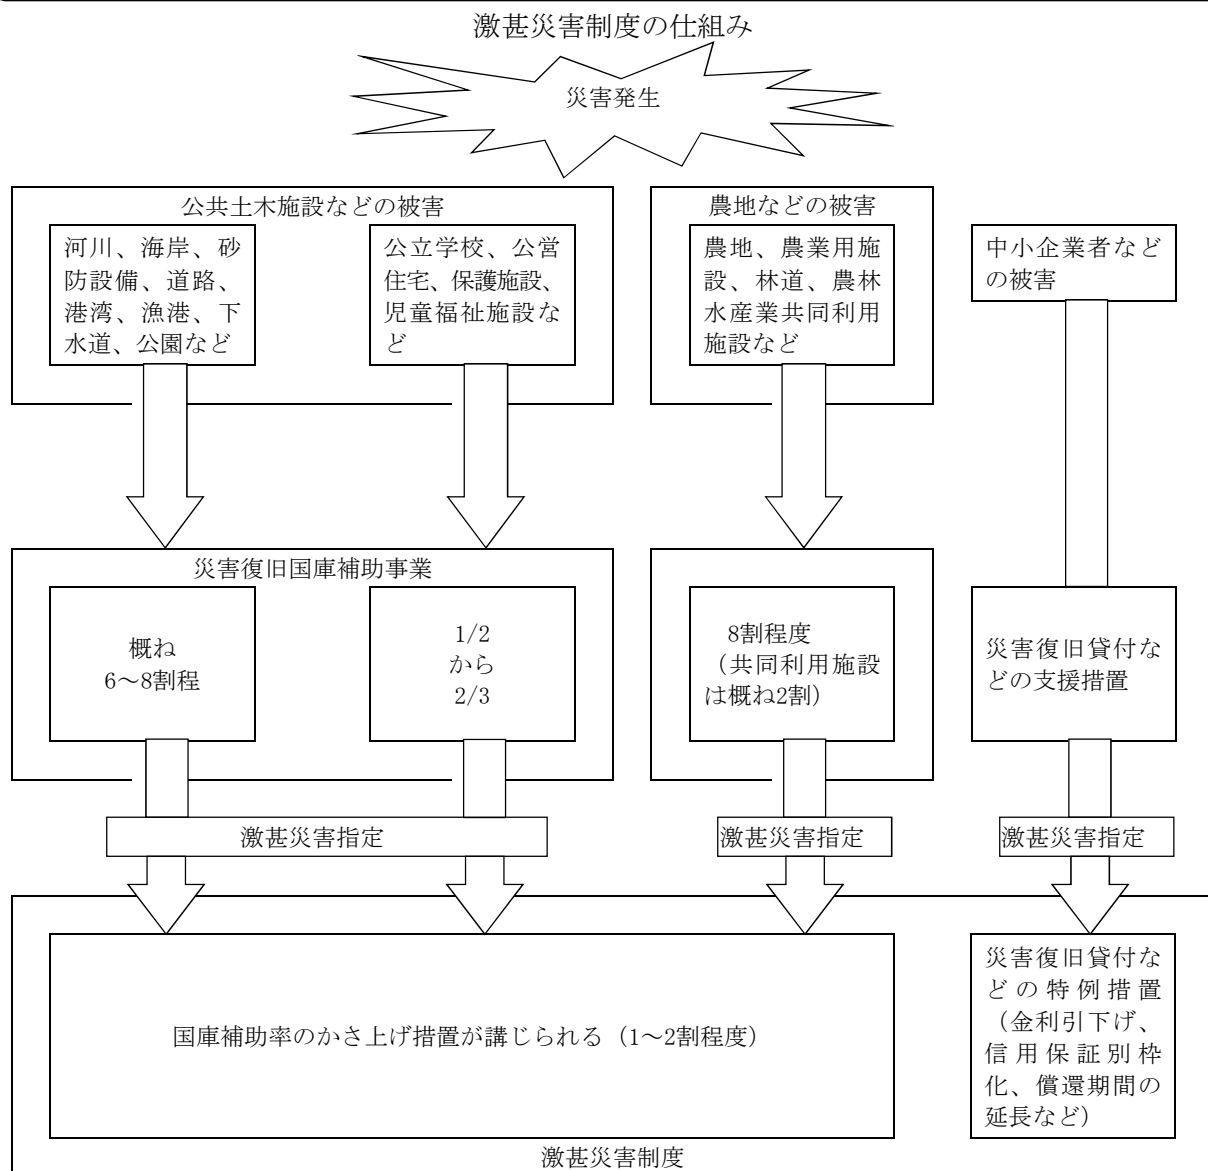 激甚災害制度の仕組み
災害発生
公共土木施設などの被害
河川、海岸、砂
防設備、道路、
港湾、漁港、下
水道、公園など
公立学校、公営
住宅、保護施設、
児童福祉施設な
ど
農地などの被害
農地、農業用施
設、林道、農林
水産業共同利用
施設など
中小企業者など
の被害
災害復旧国庫補助事業
概ね
6～8割程
1/2
から
2/3
8割程度
（共同利用施設
は概ね2割）
災害復旧貸付な
どの支援措置
激甚災害指定
激甚災害指定
激甚災害指定
国庫補助率のかさ上げ措置が講じられる（1～2割程度）
災害復旧貸付な
どの特例措置
（金利引下げ、
信用保証別枠
化、償還期間の
延長など）
激甚災害制度